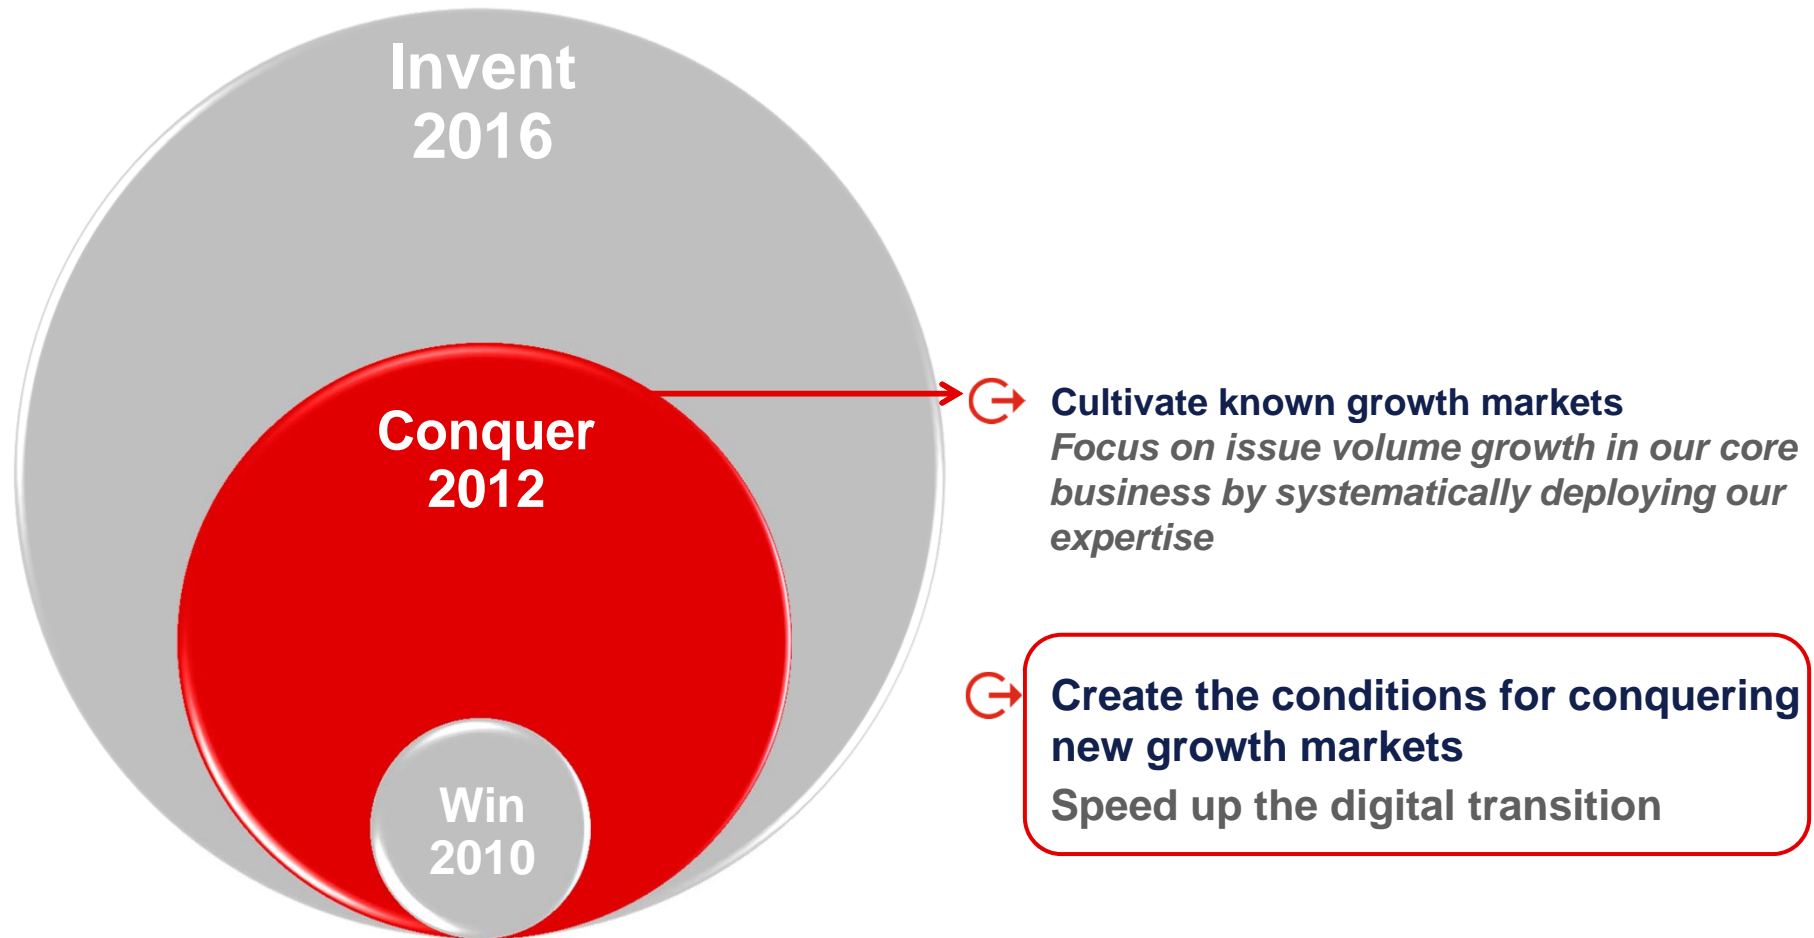 Invent
2016
Conquer
2012
Win
2010
Cultivate known growth markets
Focus on issue volume growth in our core
business by systematically deploying our
expertise
Create the conditions for conquering
new growth markets
Speed up the digital transition